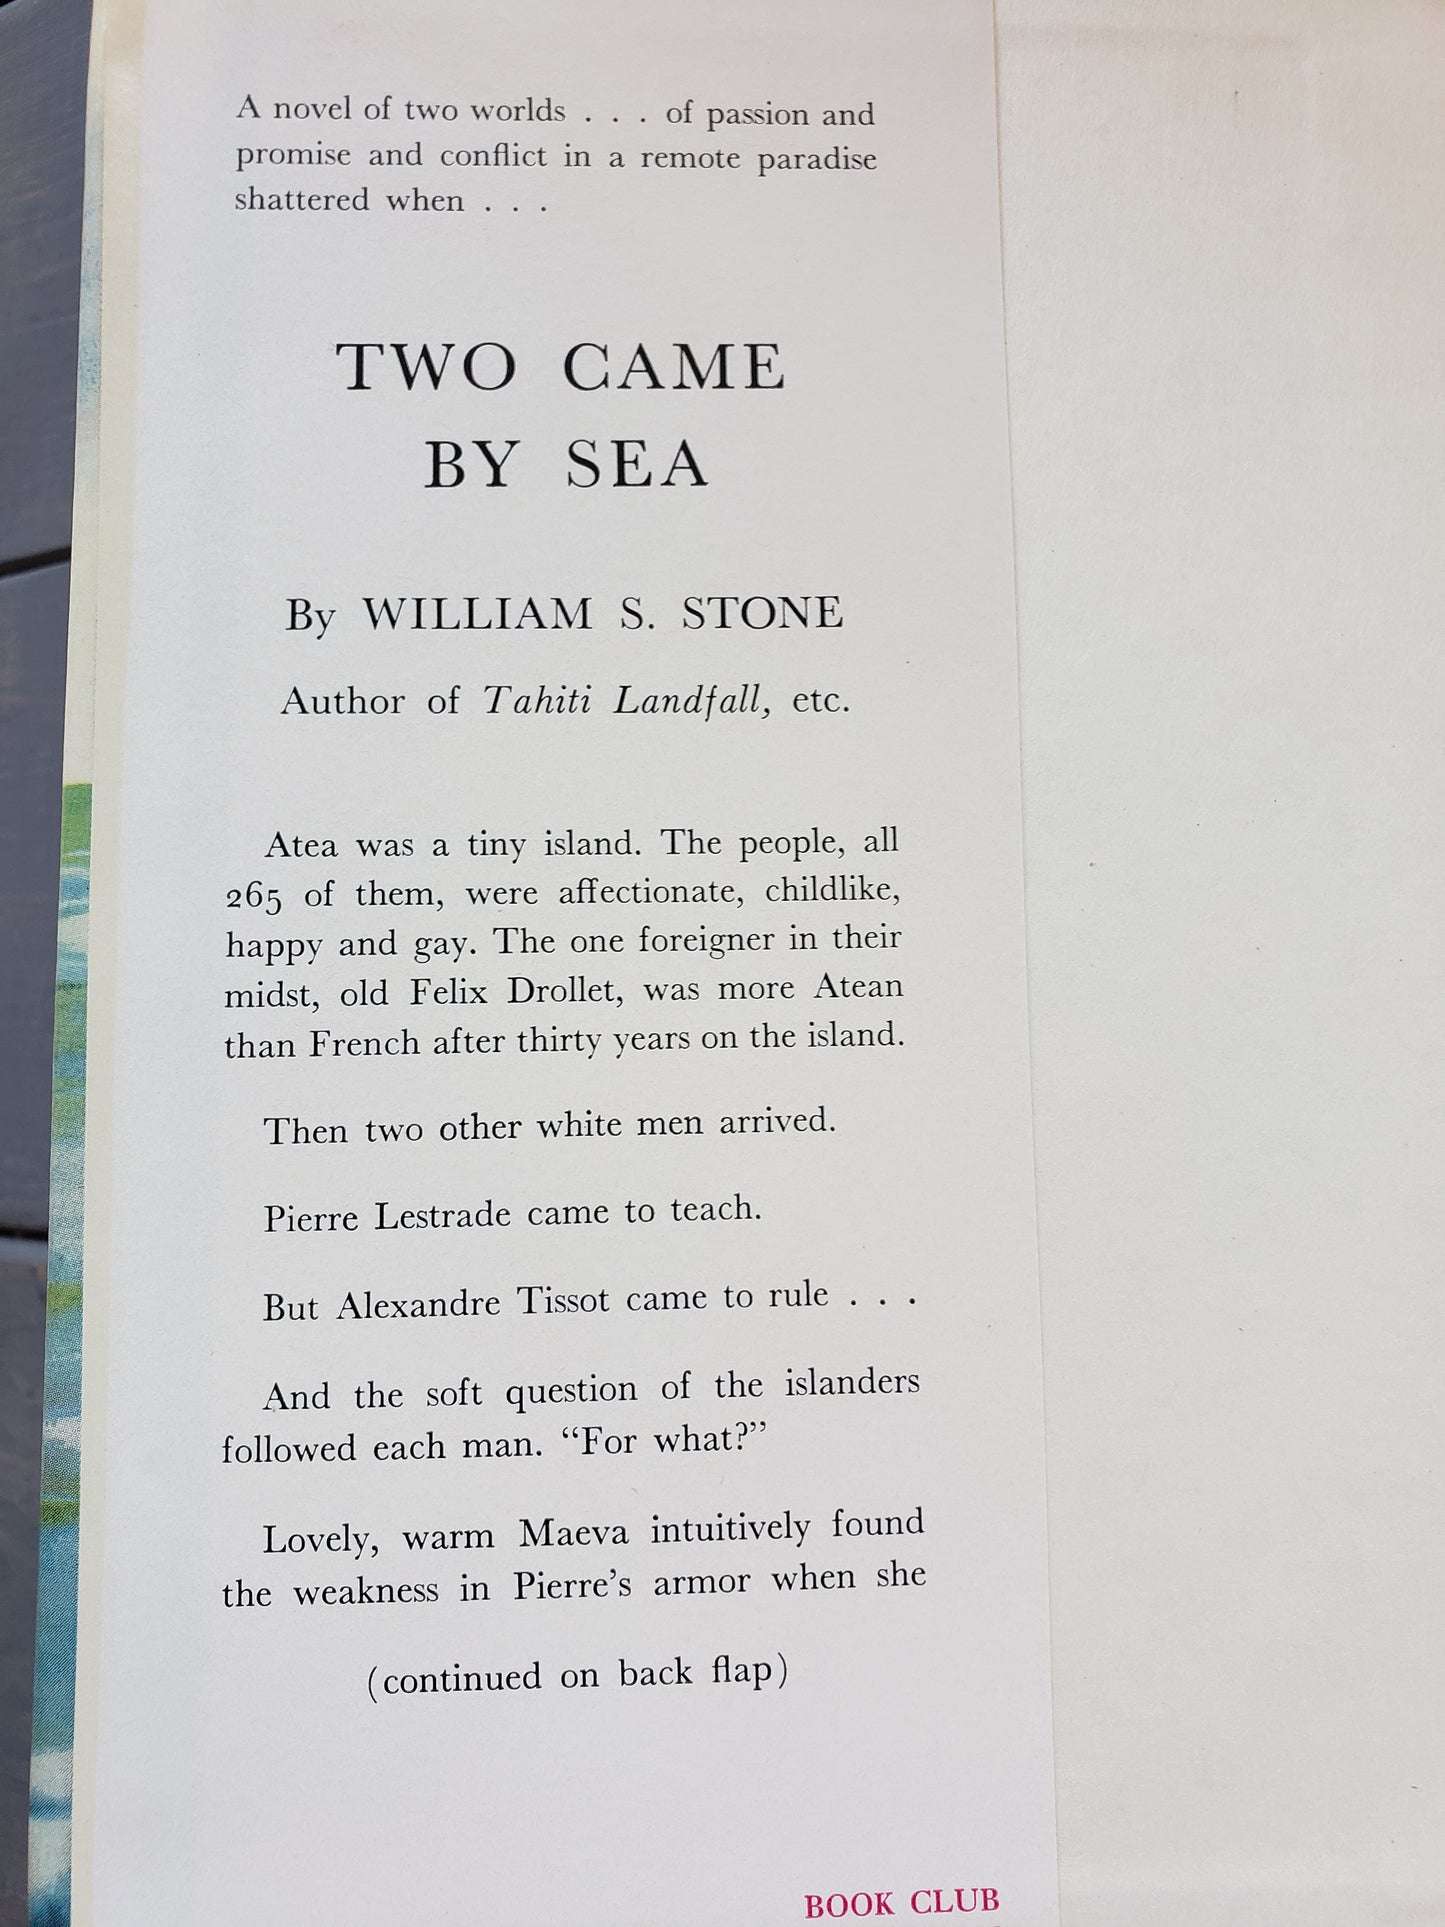 A novel of two worlds . . . of passion and
promise and conflict in a remote paradise
shattered when . . .
TWO CAME
BY SEA
By WILLIAM S. STONE
Author of Tahiti Landfall, etc.
Atea was a tiny island. The people, all
265 of them, were affectionate, childlike,
happy and gay. The one foreigner in their
midst, old Felix Drollet, was more Atean
than French after thirty years on the island.
Then two other white men arrived.
Pierre Lestrade came to teach.
But Alexandre Tissot came to rule . . .
And the soft question of the islanders
followed each man. “For what?”
Lovely, warm Maeva intuitively found
the weakness in Pierre’s armor when she
(continued on back flap)
BOOK CLUB